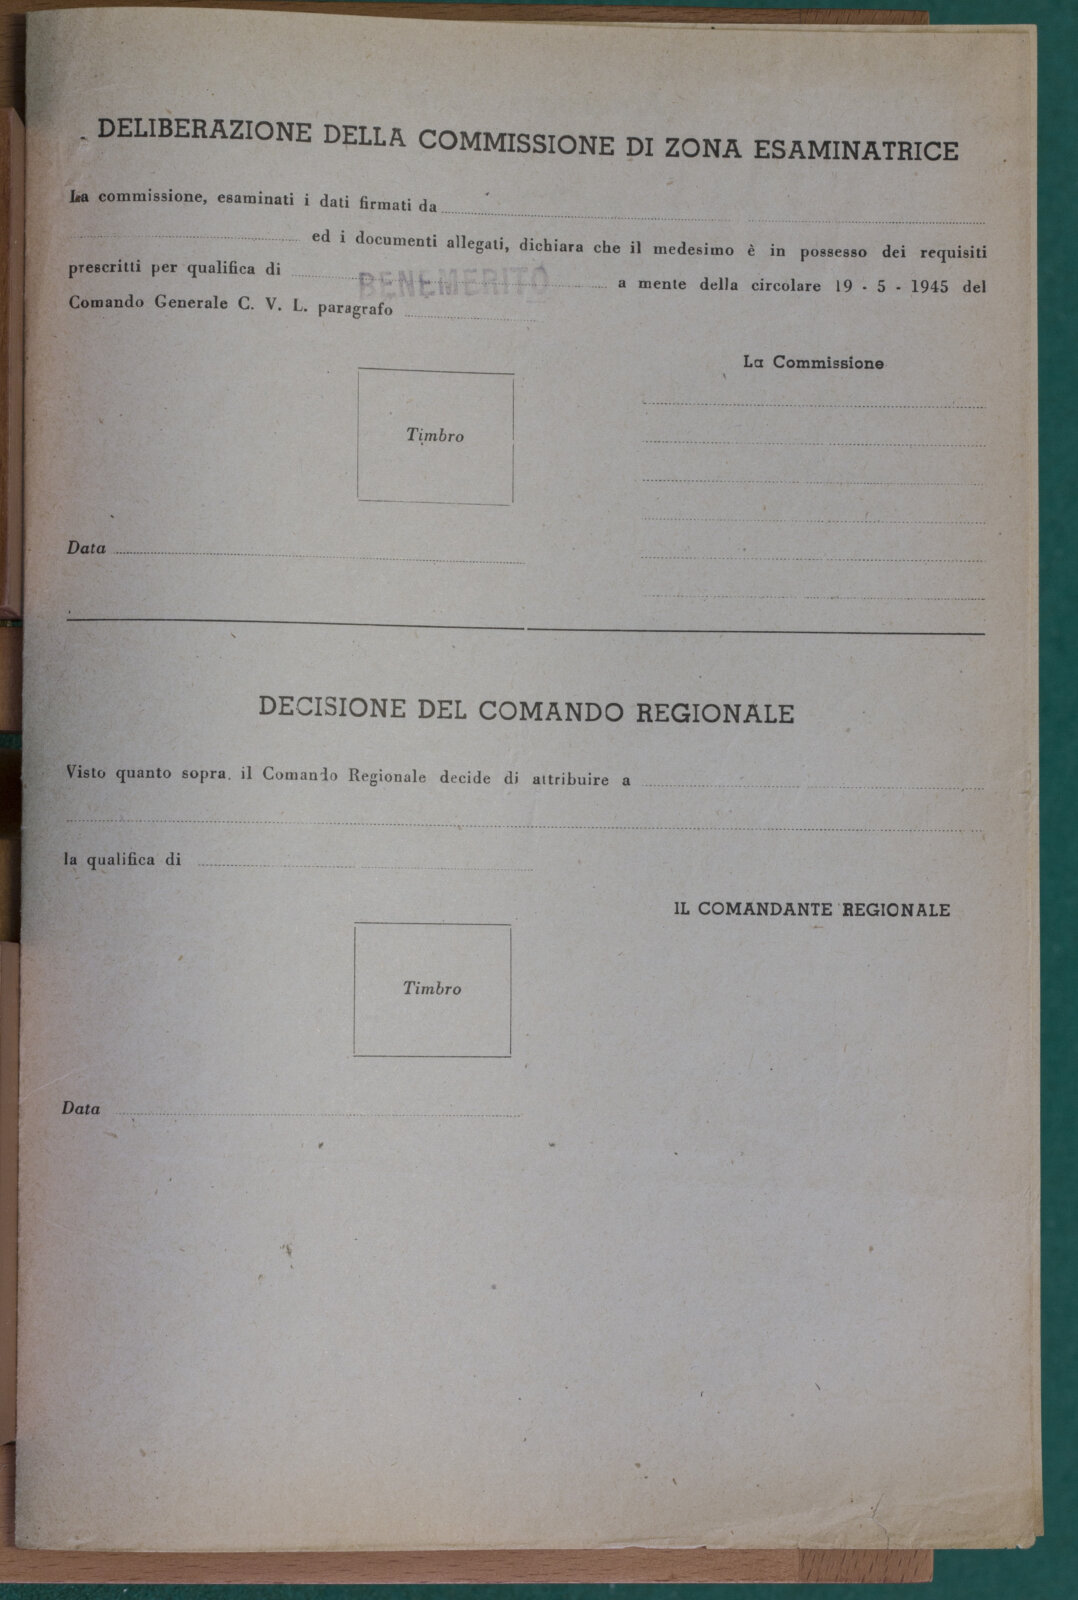 DELIBERAZIONE DELLA COMMISSIONE DI ZONA ESAMINATRICE
La commissione, esaminati i dati firmati da
ed i documenti allegati, dichiara che il medesimo è in possesso dei requisiti
prescritti per qualifica di BENEMERITO a mente della circolare 19 - 5 - 1945 del
Comando Generale C. V. L. paragrafo
La Commissione
Timbro
Data
DECISIONE DEL COMANDO REGIONALE
Visto quanto sopra, il Comando Regionale decide di attribuire a
la qualifica di
IL COMANDANTE REGIONALE
Timbro
Data